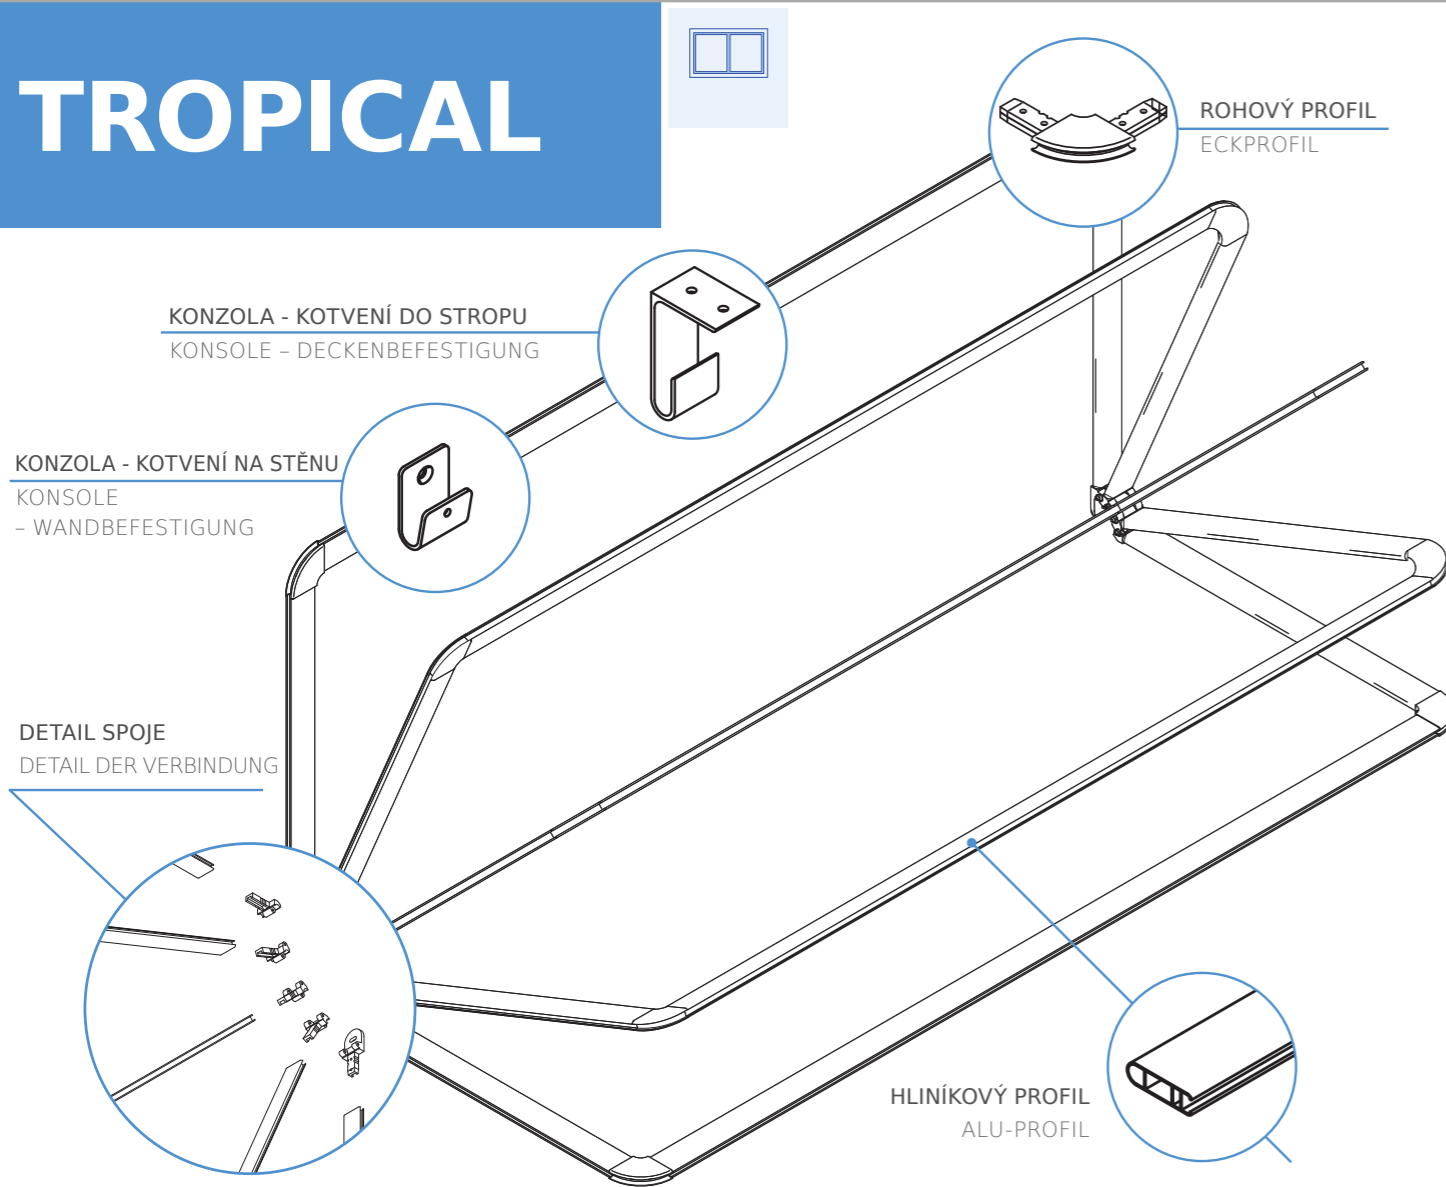 TROPICAL
ROHOVÝ PROFIL
ECKPROFIL
KONZOLA - KOTVENÍ DO STROPU
KONSOLE – DECKENBEFESTIGUNG
KONZOLA - KOTVENÍ NA STĚNU
KONSOLE
– WANDBEFESTIGUNG
DETAIL SPOJE
DETAIL DER VERBINDUNG
HLINÍKOVÝ PROFIL
ALU-PROFIL